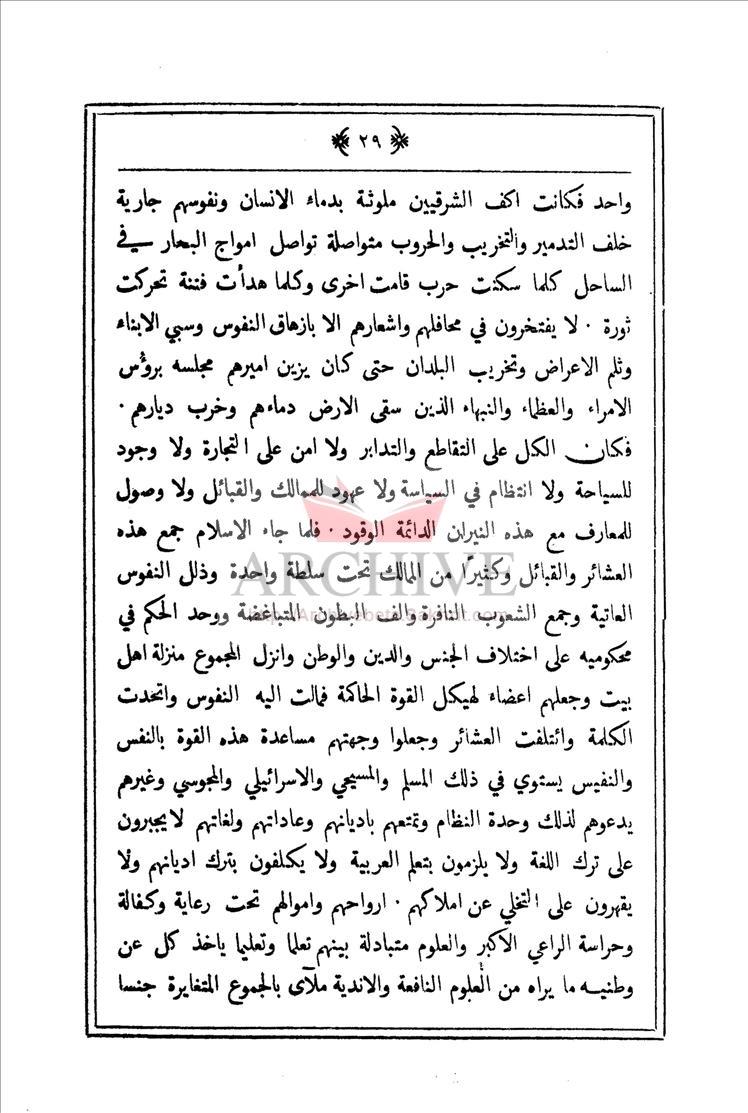 ﴿ ٢٩ ﴾
واحد فكانت اكف الشرقيين ملوثة بدماء الانسان ونفوسهم جارية
خلف التدمير والتخريب والحروب متواصلة تواصل امواج البحار في
الساحل كلما سكنت حرب قامت اخرى وكلما هدأت فتنة تحركت
ثورة ٠ لا يفتخرون في محافلهم واشعارهم الا بازهاق النفوس وسبي الابناء
وثلم الاعراض وتخريب البلدان حتى كان يزين اميرهم مجلسه برؤس
الامراء والعظماء والنبهاء الذين سقى الارض دماءهم وخرب ديارهم ٠
فكان الكل على التقاطع والتدابر ولا امن على التجارة ولا وجود
للسياحة ولا انتظام في السياسة ولا عهود للممالك والقبائل ولا وصول
للمعارف مع هذه النيران الدائمة الوقود ٠ فلما جاء الاسلام جمع هذه
العشائر والقبائل وكثيرًا من الممالك تحت سلطة واحدة وذلل النفوس
العاتية وجمع الشعوب النافرة والف البطون المتباغضة ووحد الحكم في
محكوميه على اختلاف الجنس والدين والوطن وانزل المجموع منزلة اهل
بيت وجعلهم اعضاء لهيكل القوة الحاكمة فمالت اليه النفوس واتحدت
الكلمة وائتلفت العشائر وجعلوا وجهتهم مساعدة هذه القوة بالنفس
والنفيس يستوي في ذلك المسلم والمسيحي والاسرائيلي والمجوسي وغيرهم
يدعوهم لذلك وحدة النظام وتمتعهم باديانهم وعاداتهم ولغاتهم لا يجبرون
على ترك اللغة ولا يلزمون بتعلم العربية ولا يكلفون بترك اديانهم ولا
يقهرون على التخلي عن املاكهم ٠ ارواحهم واموالهم تحت رعاية وكفالة
وحراسة الراعي الاكبر والعلوم متبادلة بينهم تعلما وتعليما ياخذ كل عن
وطنيه ما يراه من العلوم النافعة والاندية ملآى بالجموع المتغايرة جنسا
ARCHIVE